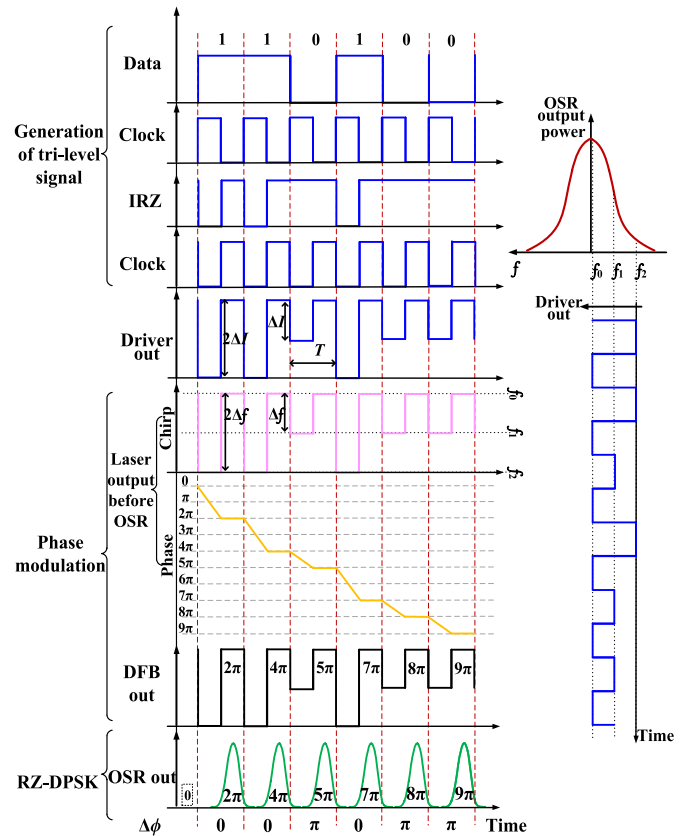 1 1 0 1 0 0
Data
Generation
of tri-level
signal
Clock
IRZ
Clock
Driver
out
2ΔI
ΔI
T
Phase
modulation
Laser
output
before
OSR
Chirp
2Δf
Δf
f₀
f₁
f₂
Phase
0
π
2π
3π
4π
5π
6π
7π
8π
9π
DFB
out
2π 4π 5π 7π 8π 9π
RZ-DPSK
OSR out
0 2π 4π 5π 7π 8π 9π
Δϕ 0 0 π 0 π π Time
OSR
output
power
f f₀ f₁ f₂
Driver
out
Time